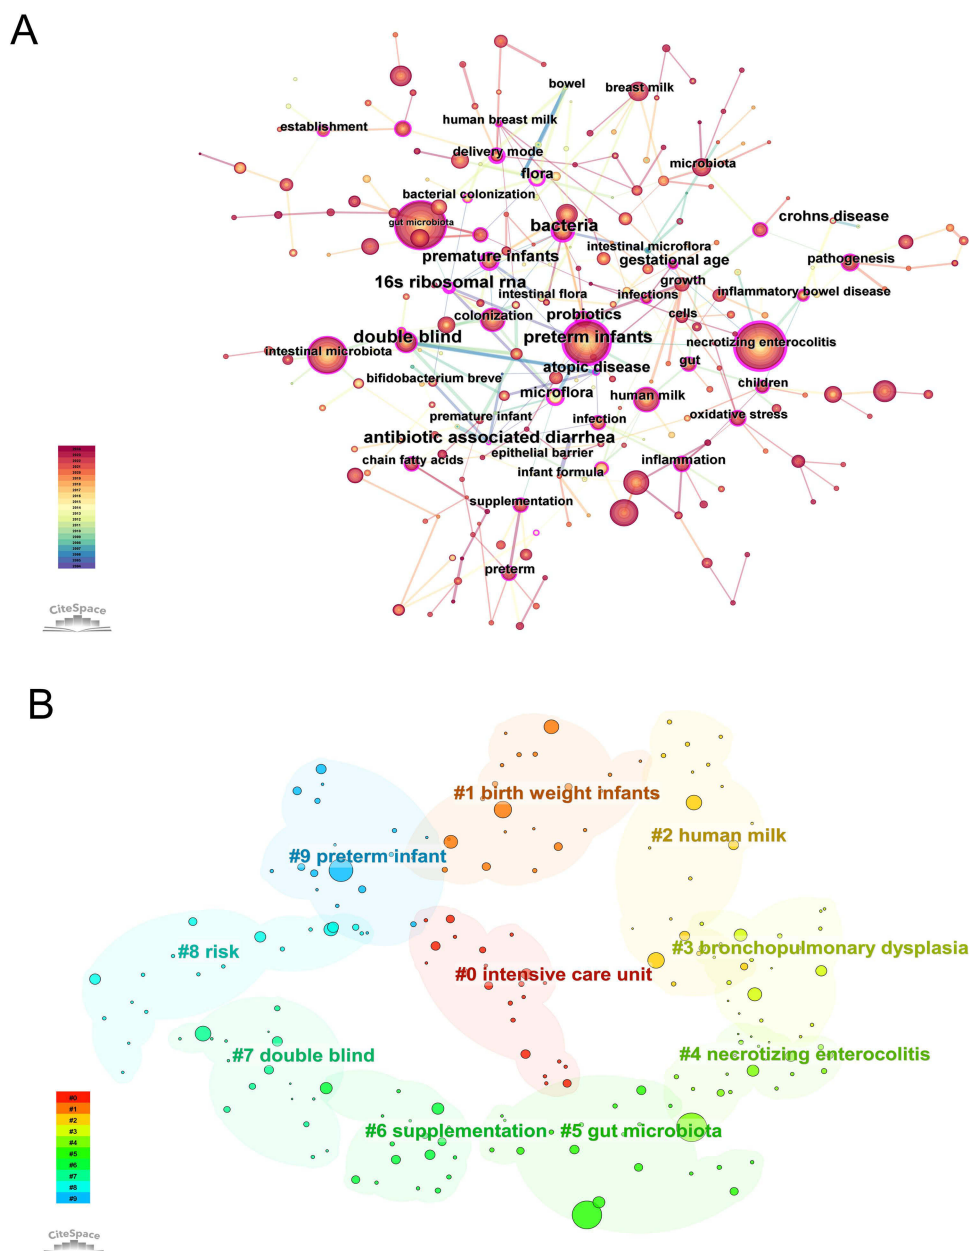 A
bowel
breast milk
human breast milk
establishment
delivery mode
microbiota
flora
bacterial colonization
gut microbiota
crohns disease
bacteria
intestinal microflora
premature infants
gestational age
pathogenesis
16s ribosomal rna
growth
intestinal flora
infections
inflammatory bowel disease
colonization
probiotics
cells
double blind
preterm infants
necrotizing enterocolitis
intestinal microbiota
gut
atopic disease
bifidobacterium breve
children
microflora
human milk
premature infant
infection
oxidative stress
antibiotic associated diarrhea
epithelial barrier
chain fatty acids
inflammation
infant formula
supplementation
preterm
CiteSpace
B
#1 birth weight infants
#2 human milk
#9 preterm infant
#8 risk
#3 bronchopulmonary dysplasia
#0 intensive care unit
#7 double blind
#4 necrotizing enterocolitis
#6 supplementation
#5 gut microbiota
#0
#1
#2
#3
#4
#5
#6
#7
#8
#9
CiteSpace